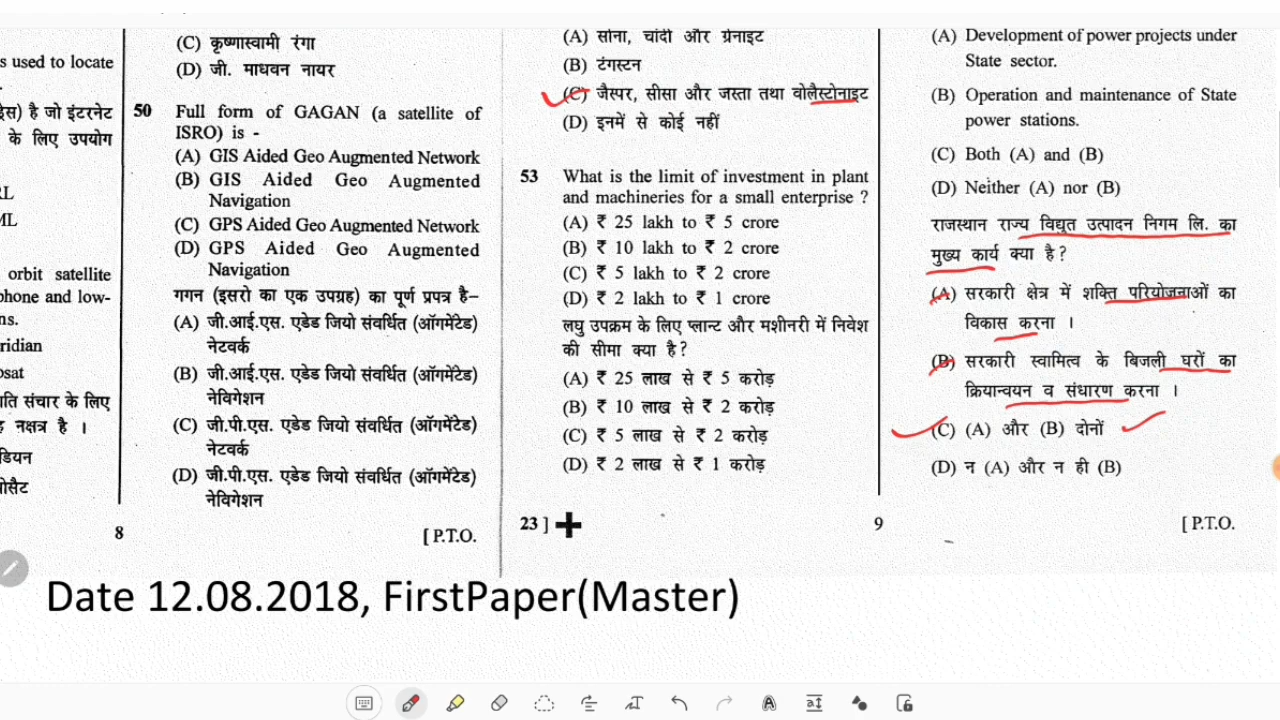 s used to locate
है जो इंटरनेट
के लिए उपयोग
orbit satellite
phone and low-
ns.
ridian
osat
ति संचार के लिए
नक्षत्र है ।
डियन
ोसैट
(C) कृष्णास्वामी रंगा
(D) जी. माधवन नायर
50 Full form of GAGAN (a satellite of
ISRO) is -
(A) GIS Aided Geo Augmented Network
(B) GIS Aided Geo Augmented
Navigation
(C) GPS Aided Geo Augmented Network
(D) GPS Aided Geo Augmented
Navigation
गगन (इसरो का एक उपग्रह) का पूर्ण प्रपत्र है–
(A) जी.आई.एस. एडेड जियो संवर्धित (ऑगमेंटेड)
नेटवर्क
(B) जी.आई.एस. एडेड जियो संवर्धित (ऑगमेंटेड)
नेविगेशन
(C) जी.पी.एस. एडेड जियो संवर्धित (ऑगमेंटेड)
नेटवर्क
(D) जी.पी.एस. एडेड जियो संवर्धित (ऑगमेंटेड)
नेविगेशन
8 [ P.T.O.
(A) सोना, चांदी और ग्रेनाइट
(B) टंगस्टन
(C) जैस्पर, सीसा और जस्ता तथा वोलैस्टोनाइट
(D) इनमें से कोई नहीं
53 What is the limit of investment in plant
and machineries for a small enterprise ?
(A) ₹ 25 lakh to ₹ 5 crore
(B) ₹ 10 lakh to ₹ 2 crore
(C) ₹ 5 lakh to ₹ 2 crore
(D) ₹ 2 lakh to ₹ 1 crore
लघु उपक्रम के लिए प्लान्ट और मशीनरी में निवेश
की सीमा क्या है?
(A) ₹ 25 लाख से ₹ 5 करोड़
(B) ₹ 10 लाख से ₹ 2 करोड़
(C) ₹ 5 लाख से ₹ 2 करोड़
(D) ₹ 2 लाख से ₹ 1 करोड़
23 ]
(A) Development of power projects under
State sector.
(B) Operation and maintenance of State
power stations.
(C) Both (A) and (B)
(D) Neither (A) nor (B)
राजस्थान राज्य विद्युत उत्पादन निगम लि. का
मुख्य कार्य क्या है?
(A) सरकारी क्षेत्र में शक्ति परियोजनाओं का
विकास करना ।
(B) सरकारी स्वामित्व के बिजली घरों का
क्रियान्वयन व संधारण करना ।
(C) (A) और (B) दोनों
(D) न (A) और न ही (B)
9 [ P.T.O.
Date 12.08.2018, FirstPaper(Master)